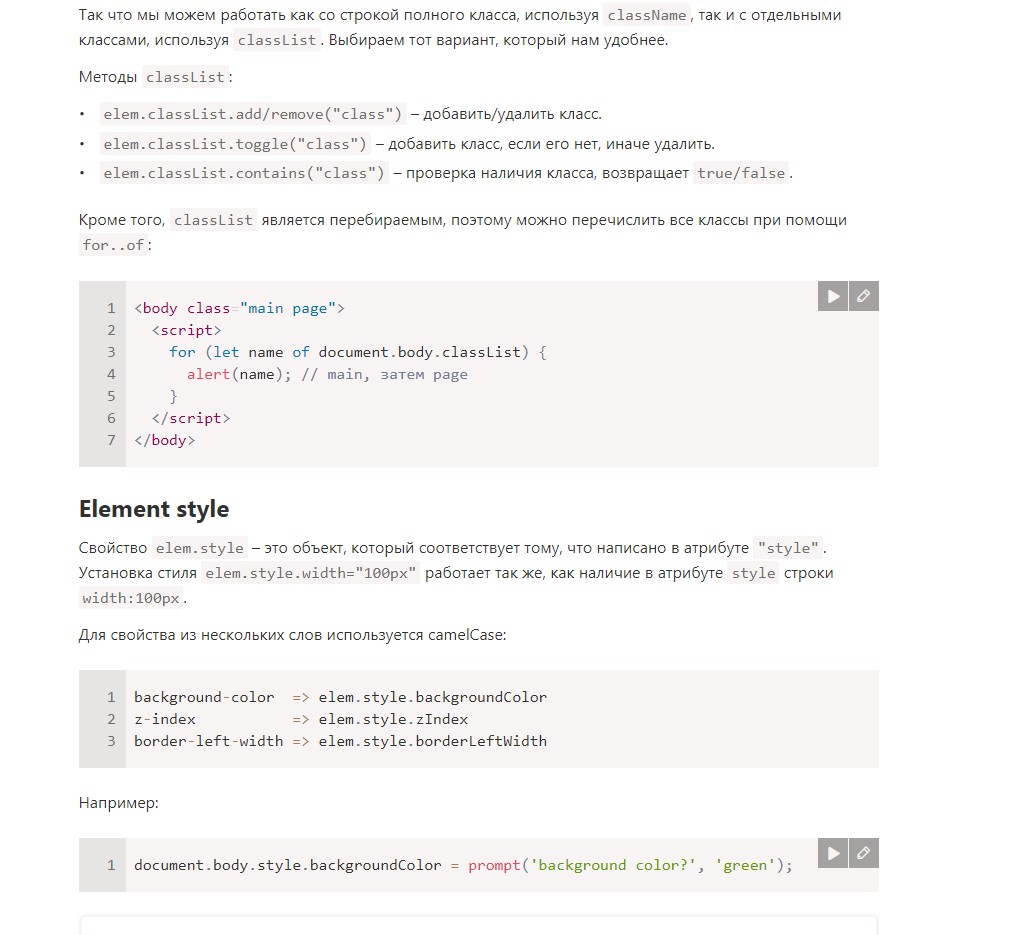 Так что мы можем работать как со строкой полного класса, используя className, так и с отдельными
классами, используя classList. Выбираем тот вариант, который нам удобнее.
Методы classList:
• elem.classList.add/remove("class") – добавить/удалить класс.
• elem.classList.toggle("class") – добавить класс, если его нет, иначе удалить.
• elem.classList.contains("class") – проверка наличия класса, возвращает true/false.
Кроме того, classList является перебираемым, поэтому можно перечислить все классы при помощи
for..of:
1 <body class="main page">
2   <script>
3     for (let name of document.body.classList) {
4       alert(name); // main, затем page
5     }
6   </script>
7 </body>
Element style
Свойство elem.style – это объект, который соответствует тому, что написано в атрибуте "style".
Установка стиля elem.style.width="100px" работает так же, как наличие в атрибуте style строки
width:100px.
Для свойства из нескольких слов используется camelCase:
1 background-color  => elem.style.backgroundColor
2 z-index           => elem.style.zIndex
3 border-left-width => elem.style.borderLeftWidth
Например:
1 document.body.style.backgroundColor = prompt('background color?', 'green');